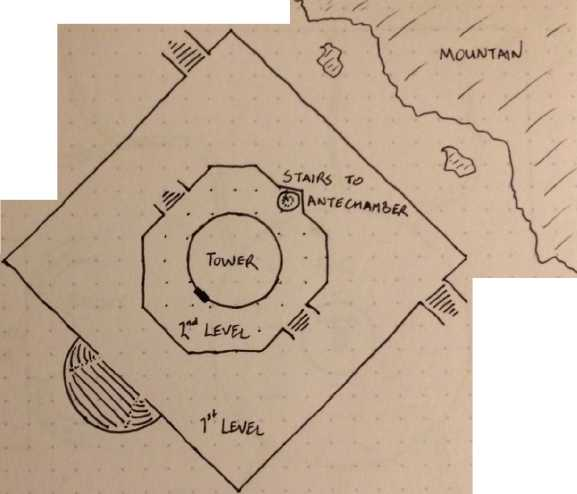 MOUNTAIN
STAIRS TO
ANTECHAMBER
TOWER
2nd LEVEL
1st LEVEL